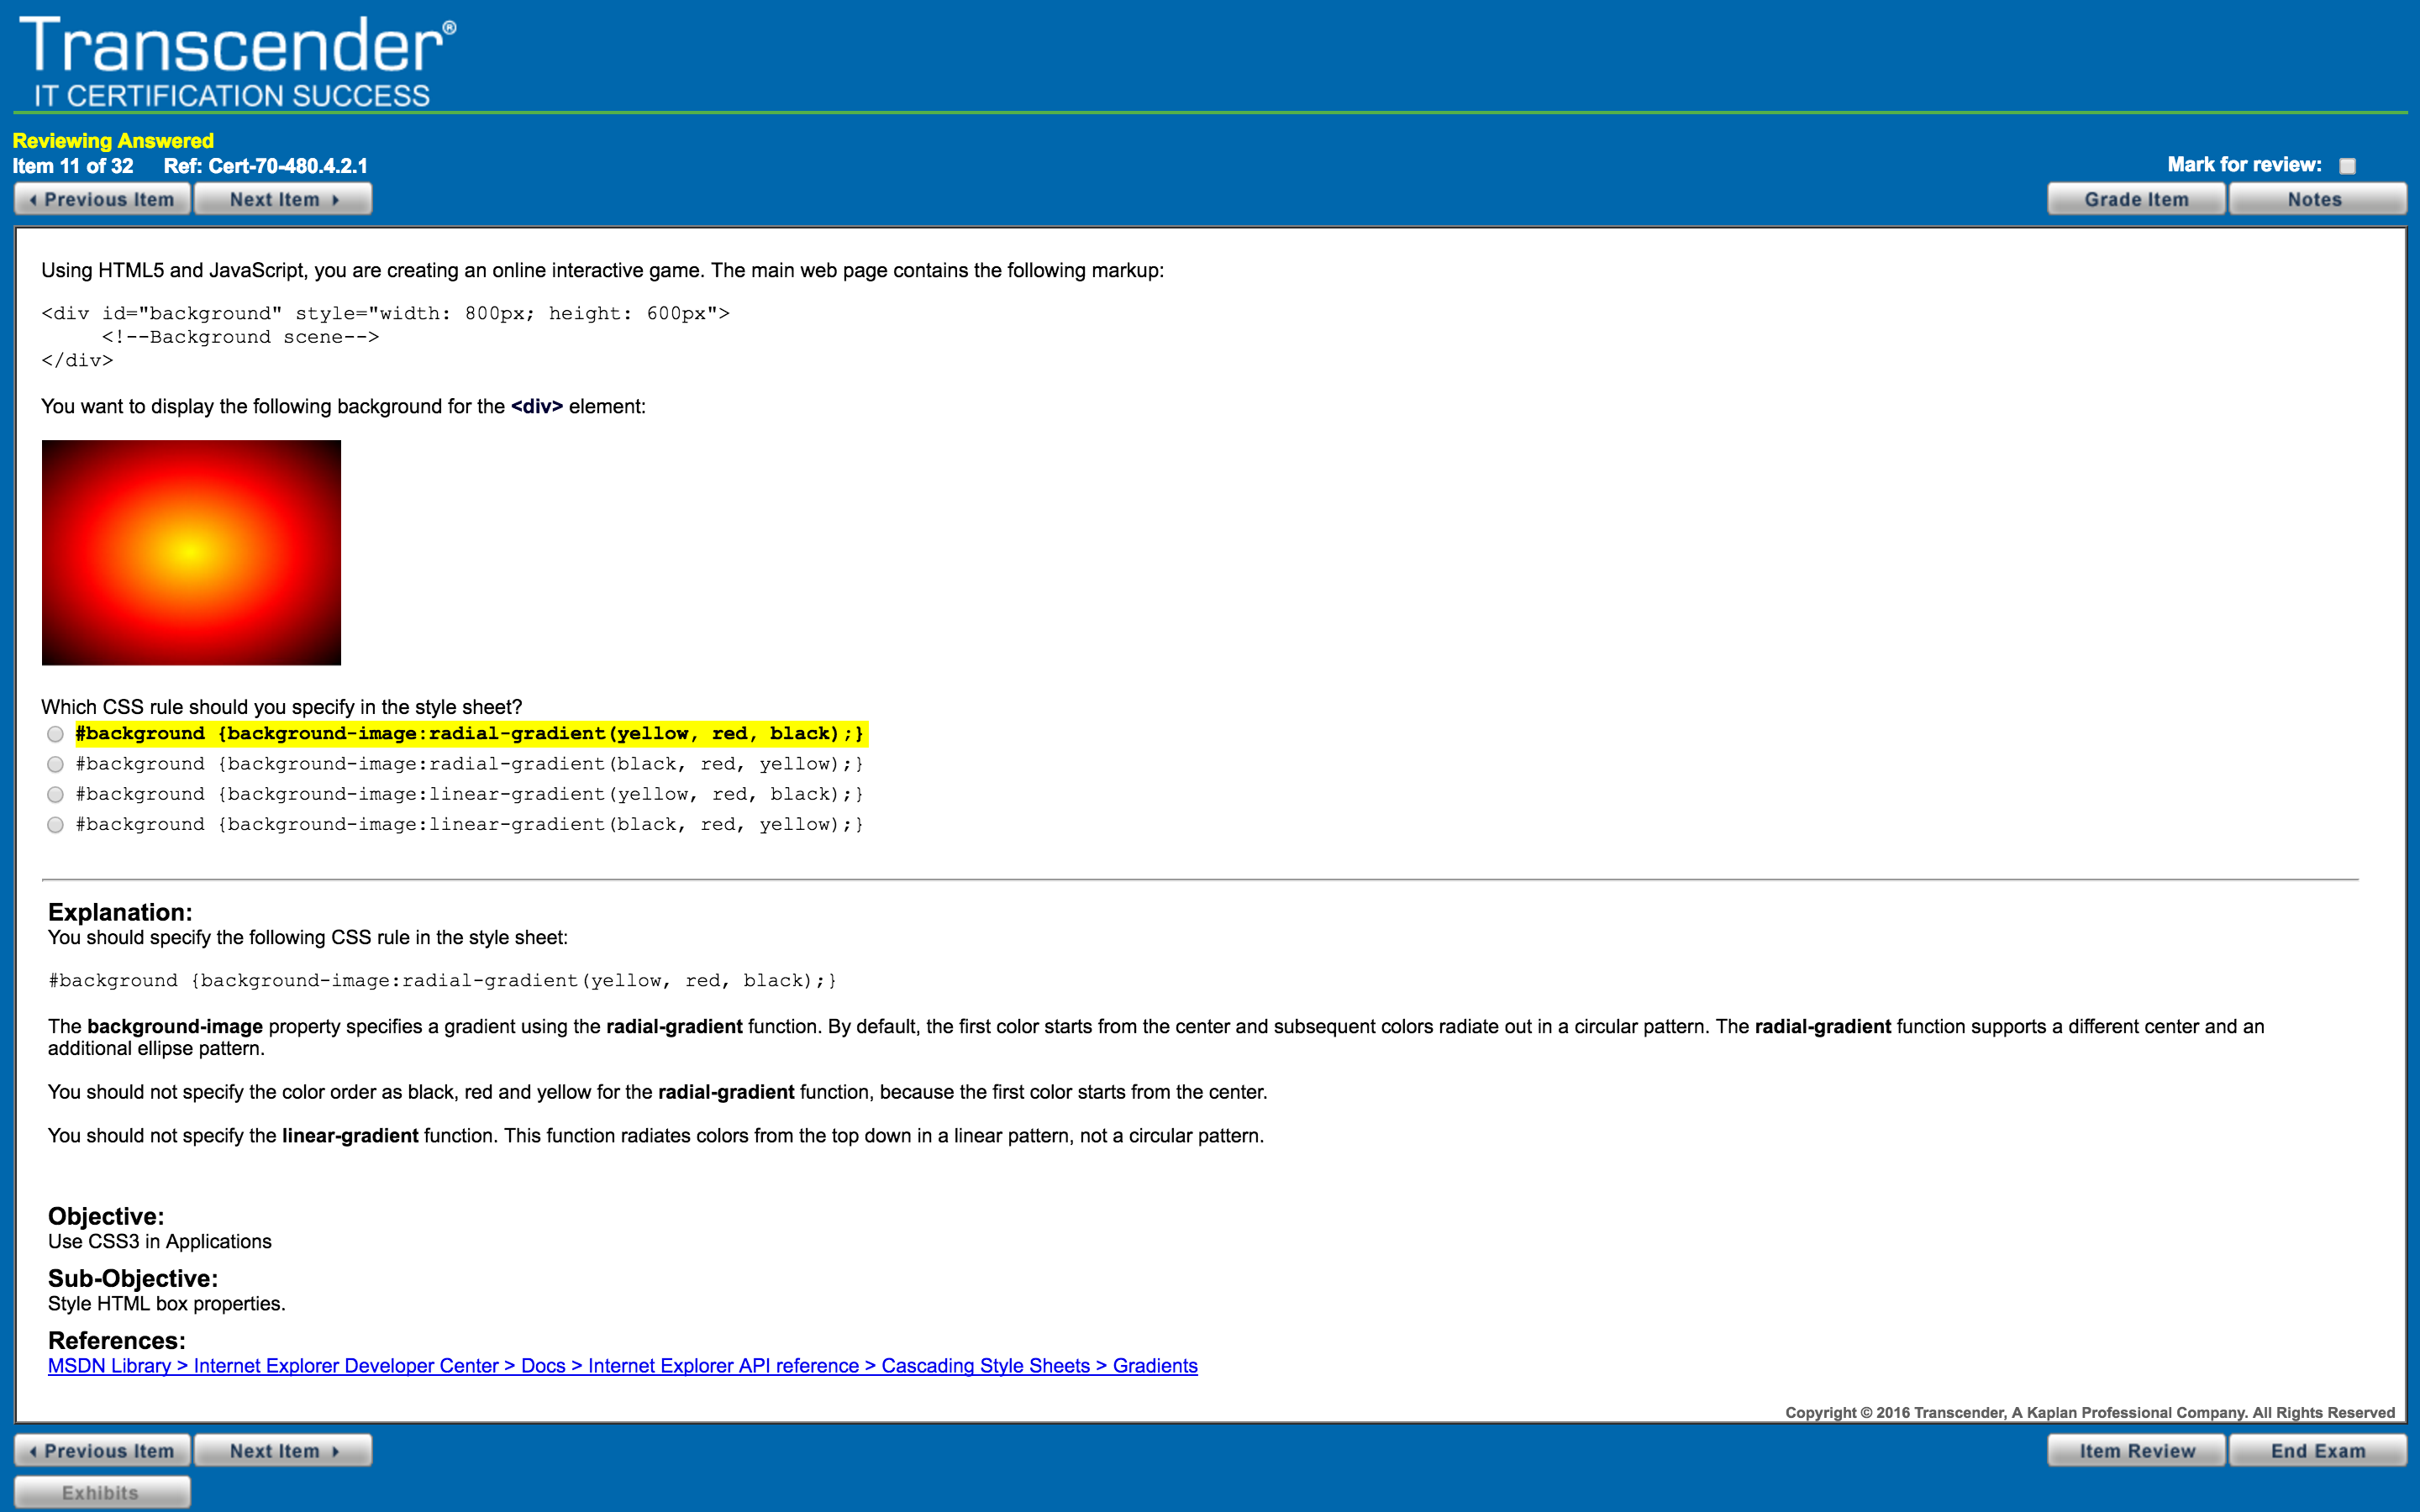 Transcender®
IT CERTIFICATION SUCCESS
Reviewing Answered
Item 11 of 32 Ref: Cert-70-480.4.2.1
Mark for review:
Previous Item Next Item
Grade Item Notes
Using HTML5 and JavaScript, you are creating an online interactive game. The main web page contains the following markup:
<div id="background" style="width: 800px; height: 600px">
<!--Background scene-->
</div>
You want to display the following background for the <div> element:
Which CSS rule should you specify in the style sheet?
#background {background-image:radial-gradient(yellow, red, black);}
#background {background-image:radial-gradient(black, red, yellow);}
#background {background-image:linear-gradient(yellow, red, black);}
#background {background-image:linear-gradient(black, red, yellow);}
Explanation:
You should specify the following CSS rule in the style sheet:
#background {background-image:radial-gradient(yellow, red, black);}
The background-image property specifies a gradient using the radial-gradient function. By default, the first color starts from the center and subsequent colors radiate out in a circular pattern. The radial-gradient function supports a different center and an
additional ellipse pattern.
You should not specify the color order as black, red and yellow for the radial-gradient function, because the first color starts from the center.
You should not specify the linear-gradient function. This function radiates colors from the top down in a linear pattern, not a circular pattern.
Objective:
Use CSS3 in Applications
Sub-Objective:
Style HTML box properties.
References:
MSDN Library > Internet Explorer Developer Center > Docs > Internet Explorer API reference > Cascading Style Sheets > Gradients
Copyright © 2016 Transcender, A Kaplan Professional Company. All Rights Reserved
Previous Item Next Item
Item Review End Exam
Exhibits